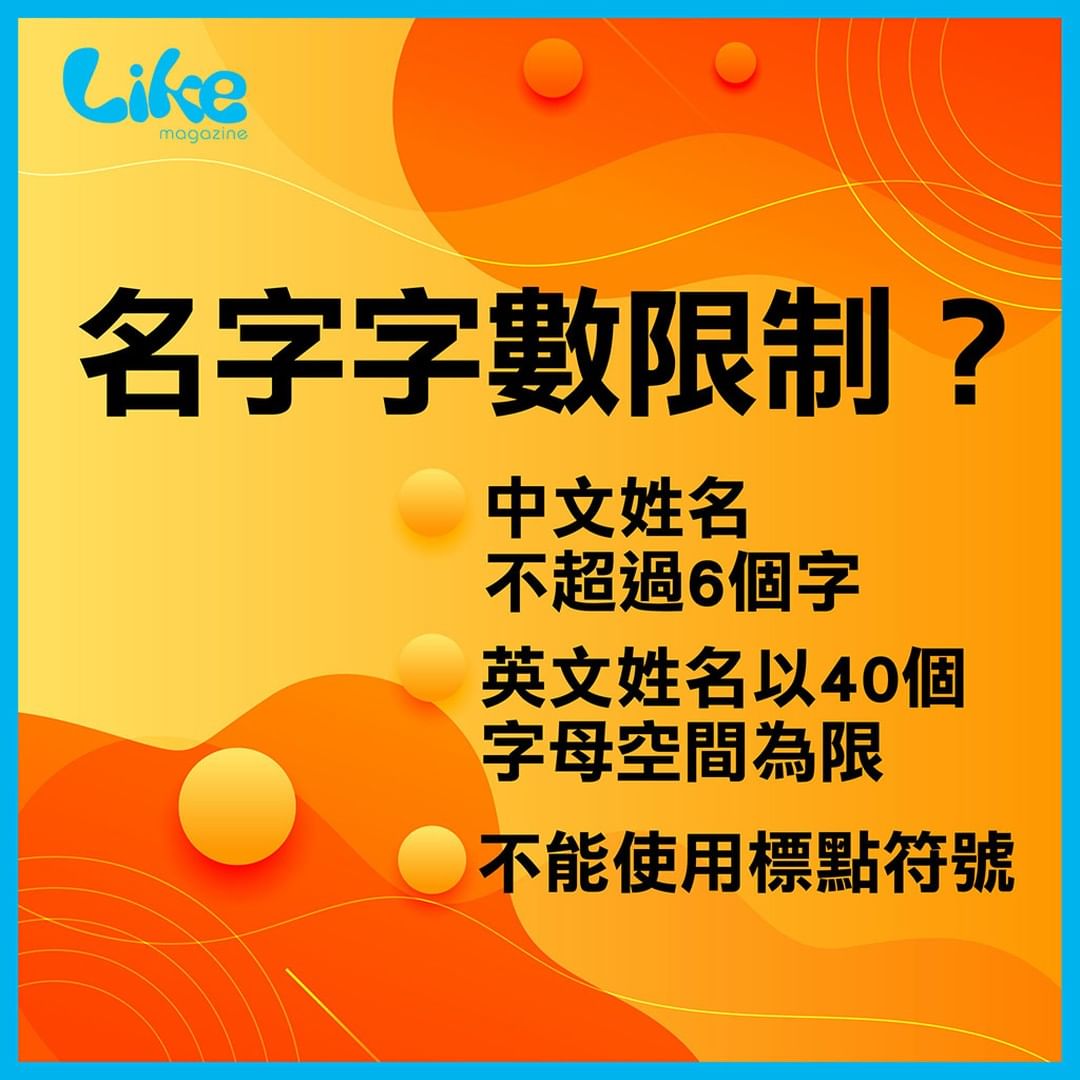 Like
magazine
名字字數限制？
中文姓名
不超過6個字
英文姓名以40個
字母空間為限
不能使用標點符號